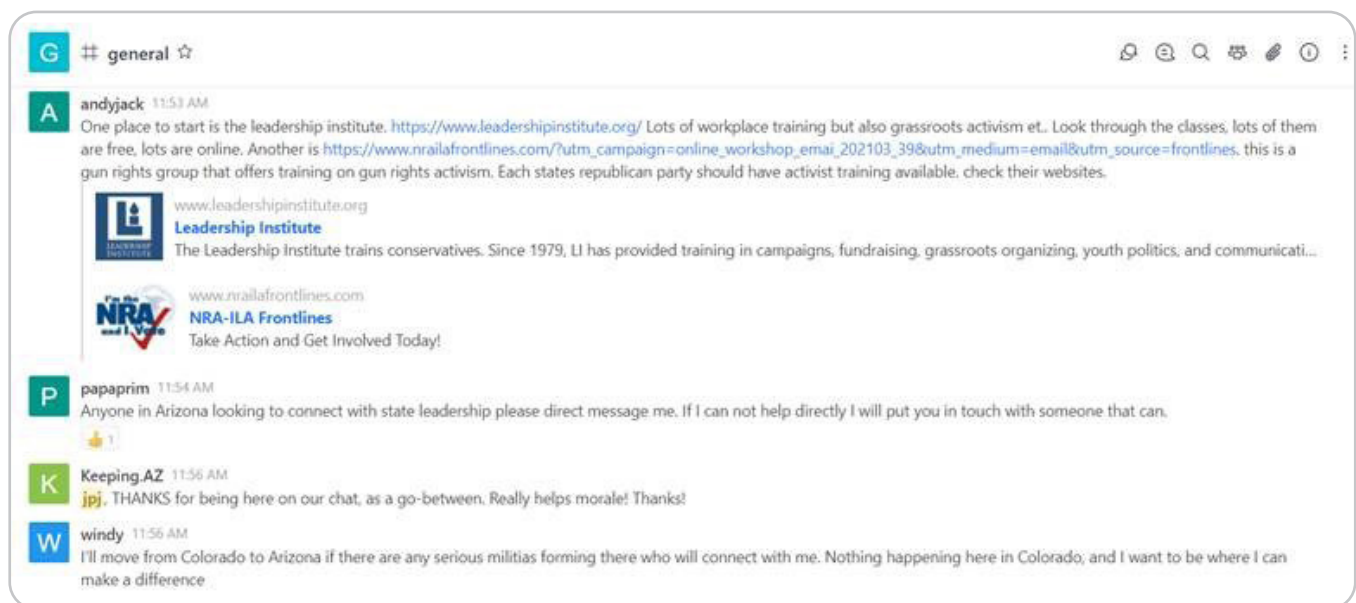 G # general
A
andyjack 11:53 AM
One place to start is the leadership institute. https://www.leadershipinstitute.org/ Lots of workplace training but also grassroots activism et.. Look through the classes, lots of them
are free, lots are online. Another is https://www.nrailafrontlines.com/?utm_campaign=online_workshop_emai_202103_39&utm_medium=email&utm_source=frontlines. this is a
gun rights group that offers training on gun rights activism. Each states republican party should have activist training available. check their websites.
LEADERSHIP
INSTITUTE
www.leadershipinstitute.org
Leadership Institute
The Leadership Institute trains conservatives. Since 1979, LI has provided training in campaigns, fundraising, grassroots organizing, youth politics, and communicati...
I'm the
NRA
and I Vote
www.nrailafrontlines.com
NRA-ILA Frontlines
Take Action and Get Involved Today!
P
papaprim 11:54 AM
Anyone in Arizona looking to connect with state leadership please direct message me. If I can not help directly I will put you in touch with someone that can.
👍 1
K
Keeping.AZ 11:56 AM
jpj, THANKS for being here on our chat, as a go-between. Really helps morale! Thanks!
W
windy 11:56 AM
I'll move from Colorado to Arizona if there are any serious militias forming there who will connect with me. Nothing happening here in Colorado, and I want to be where I can
make a difference